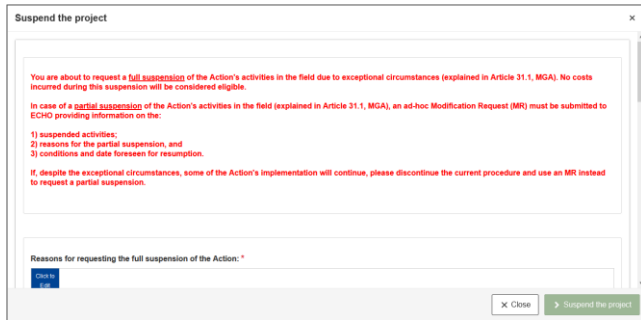 Suspend the project
×
You are about to request a full suspension of the Action's activities in the field due to exceptional circumstances (explained in Article 31.1, MGA). No costs
incurred during this suspension will be considered eligible.
In case of a partial suspension of the Action's activities in the field (explained in Article 31.1, MGA), an ad-hoc Modification Request (MR) must be submitted to
ECHO providing information on the:
1) suspended activities;
2) reasons for the partial suspension, and
3) conditions and date foreseen for resumption.
If, despite the exceptional circumstances, some of the Action's implementation will continue, please discontinue the current procedure and use an MR instead
to request a partial suspension.
Reasons for requesting the full suspension of the Action: *
Click to
Edit
× Close
> Suspend the project